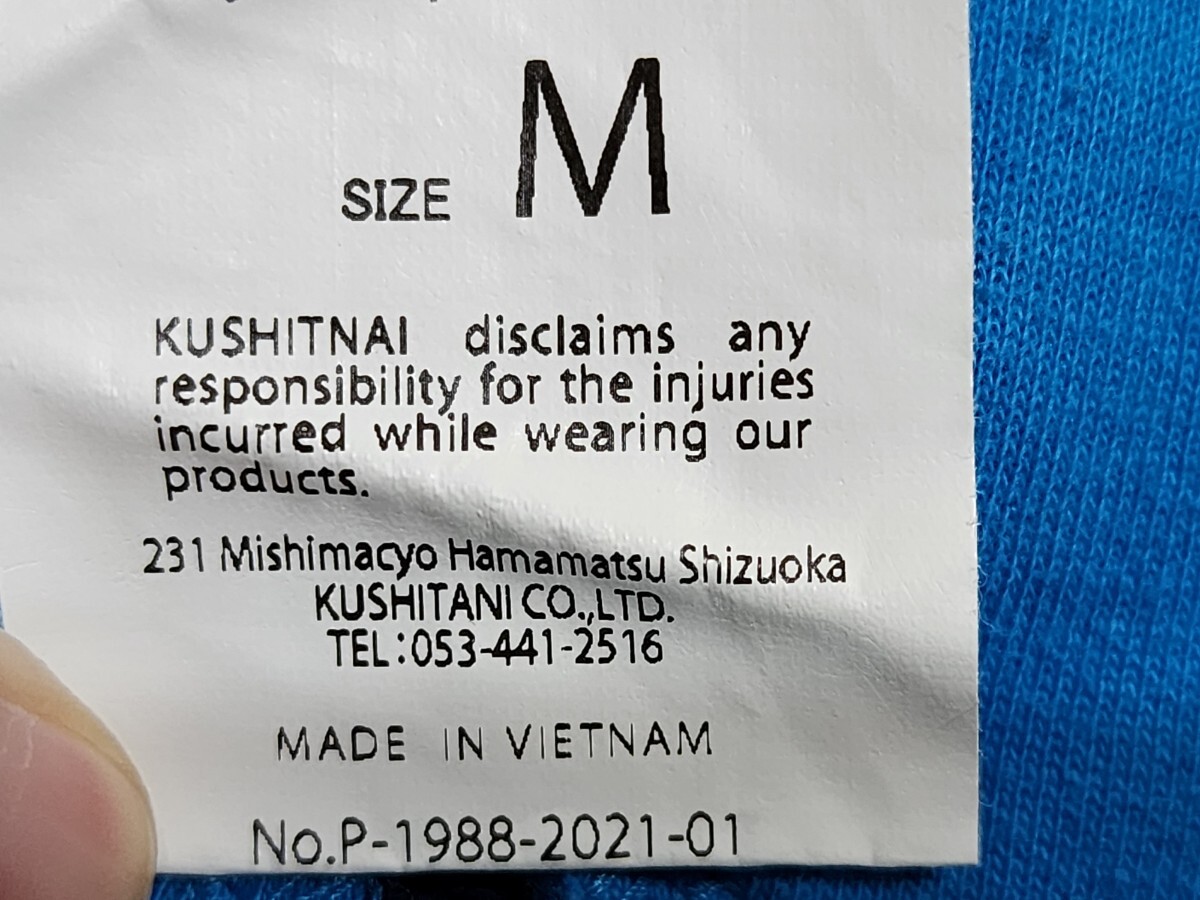 SIZE M
KUSHITNAI disclaims any
responsibility for the injuries
incurred while wearing our
products.
231 Mishimacyo Hamamatsu Shizuoka
KUSHITANI CO.,LTD.
TEL:053-441-2516
MADE IN VIETNAM
No.P-1988-2021-01